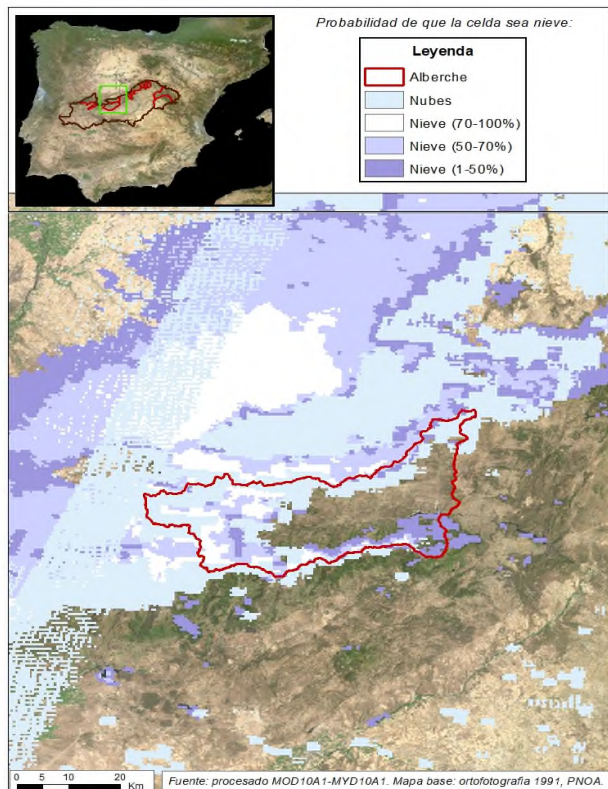 Probabilidad de que la celda sea nieve:
Leyenda
Alberche
Nubes
Nieve (70-100%)
Nieve (50-70%)
Nieve (1-50%)
0 5 10 20
Km
Fuente: procesado MOD10A1-MYD10A1. Mapa base: ortofotografia 1991, PNOA.